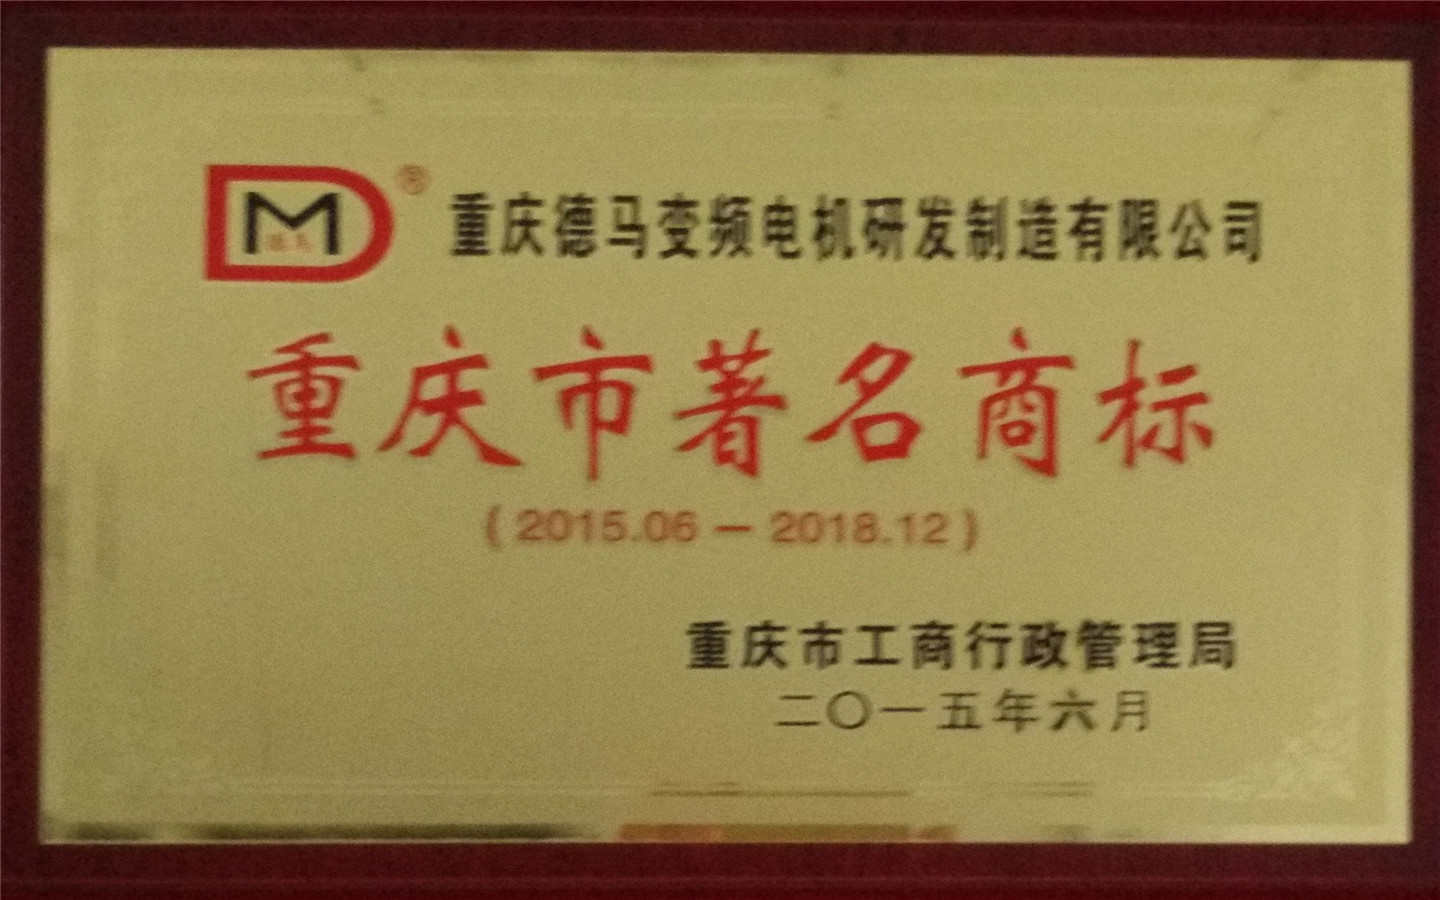 M
®
重庆德马变频电机研发制造有限公司
重庆市著名商标
(2015.06－2018.12)
重庆市工商行政管理局
二〇一五年六月